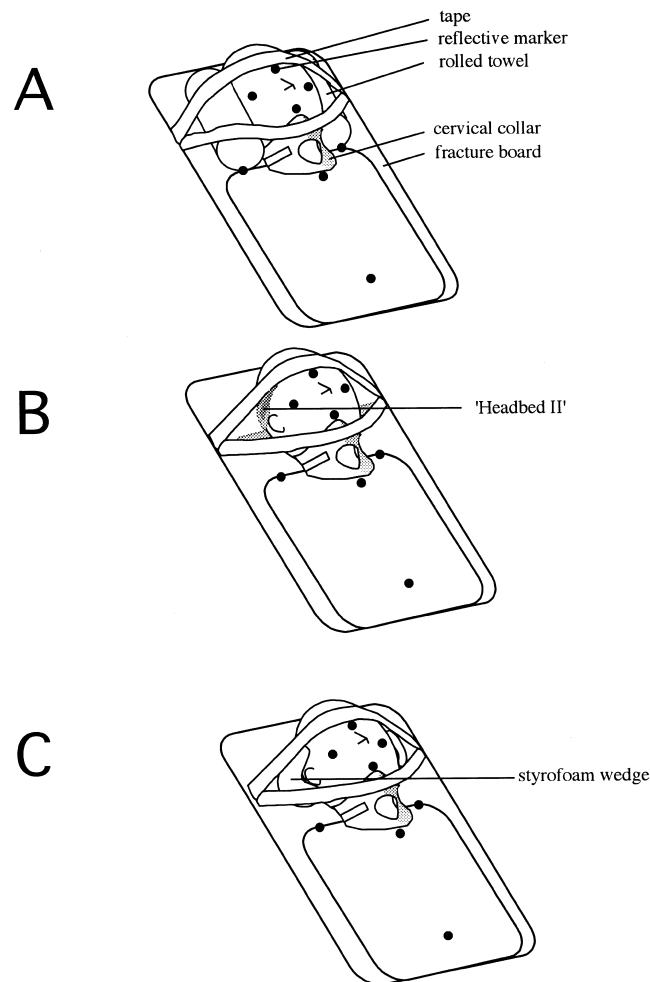 A
tape
reflective marker
rolled towel
cervical collar
fracture board
B
'Headbed II'
C
styrofoam wedge